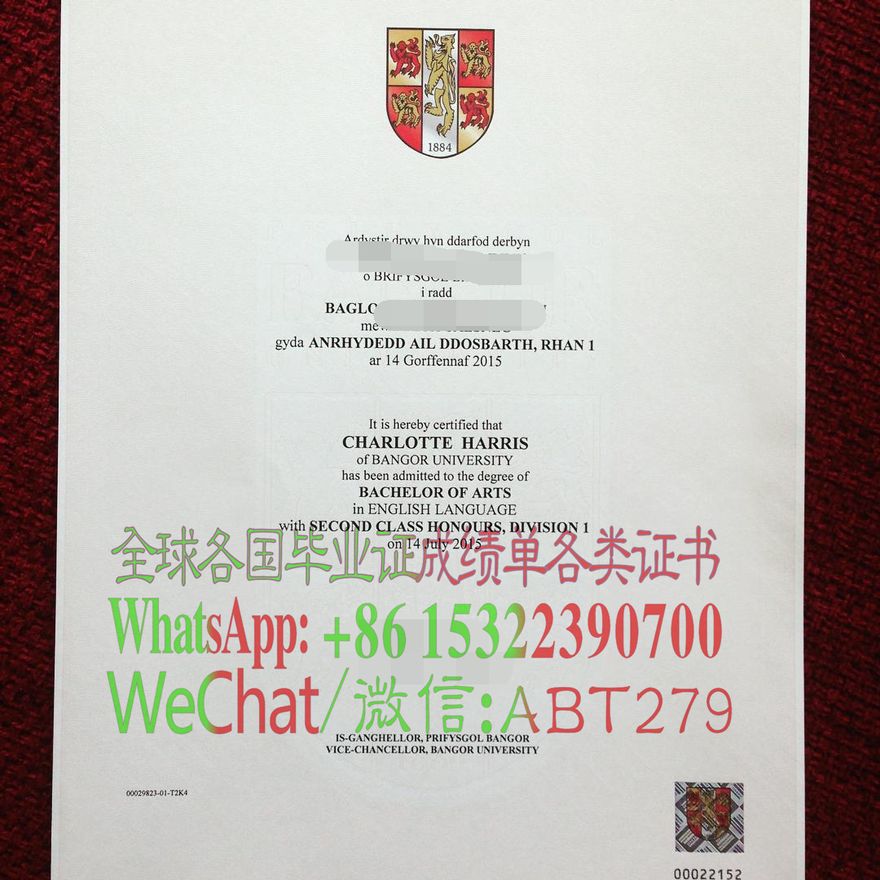 1884
Ardystir drwy hyn ddarfod derbyn
o
i radd
gyda ANRHYDEDD AIL DDOSBARTH, RHAN 1
ar 14 Gorffennaf 2015
It is hereby certified that
CHARLOTTE HARRIS
of BANGOR UNIVERSITY
has been admitted to the degree of
BACHELOR OF ARTS
in ENGLISH LANGUAGE
with SECOND CLASS HONOURS, DIVISION 1
on 14 July 2015
全球各国毕业证成绩单各类证书
WhatsApp: +86 15322390700
WeChat/微信:ABT279
IS-GANGHELLOR, PRIFYSGOL BANGOR
VICE-CHANCELLOR, BANGOR UNIVERSITY
00029823-01-T2K4
00022152